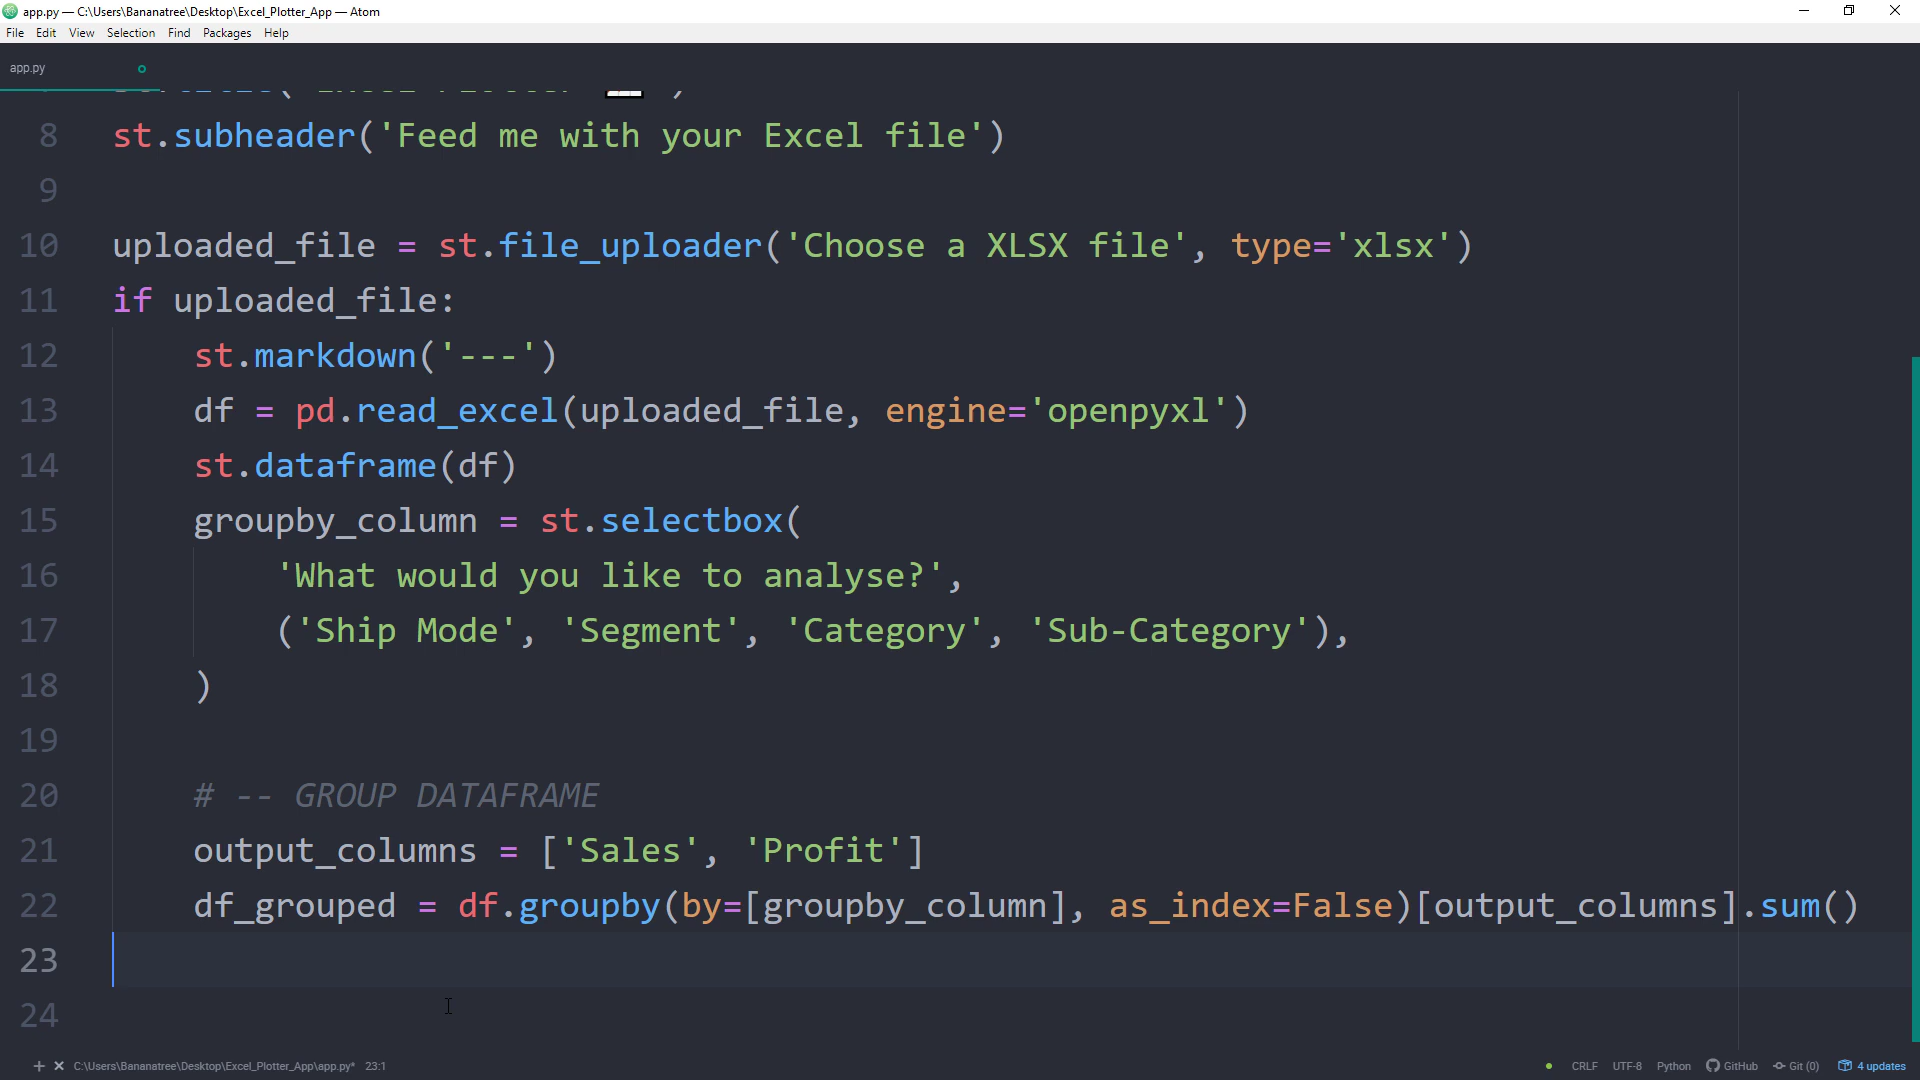 app.py — C:\Users\Bananatree\Desktop\Excel_Plotter_App — Atom
File Edit View Selection Find Packages Help
app.py
8 st.subheader('Feed me with your Excel file')
9
10 uploaded_file = st.file_uploader('Choose a XLSX file', type='xlsx')
11 if uploaded_file:
12 st.markdown('---')
13 df = pd.read_excel(uploaded_file, engine='openpyxl')
14 st.dataframe(df)
15 groupby_column = st.selectbox(
16 'What would you like to analyse?',
17 ('Ship Mode', 'Segment', 'Category', 'Sub-Category'),
18 )
19
20 # -- GROUP DATAFRAME
21 output_columns = ['Sales', 'Profit']
22 df_grouped = df.groupby(by=[groupby_column], as_index=False)[output_columns].sum()
23
24
C:\Users\Bananatree\Desktop\Excel_Plotter_App\app.py* 23:1 CRLF UTF-8 Python GitHub Git (0) 4 updates